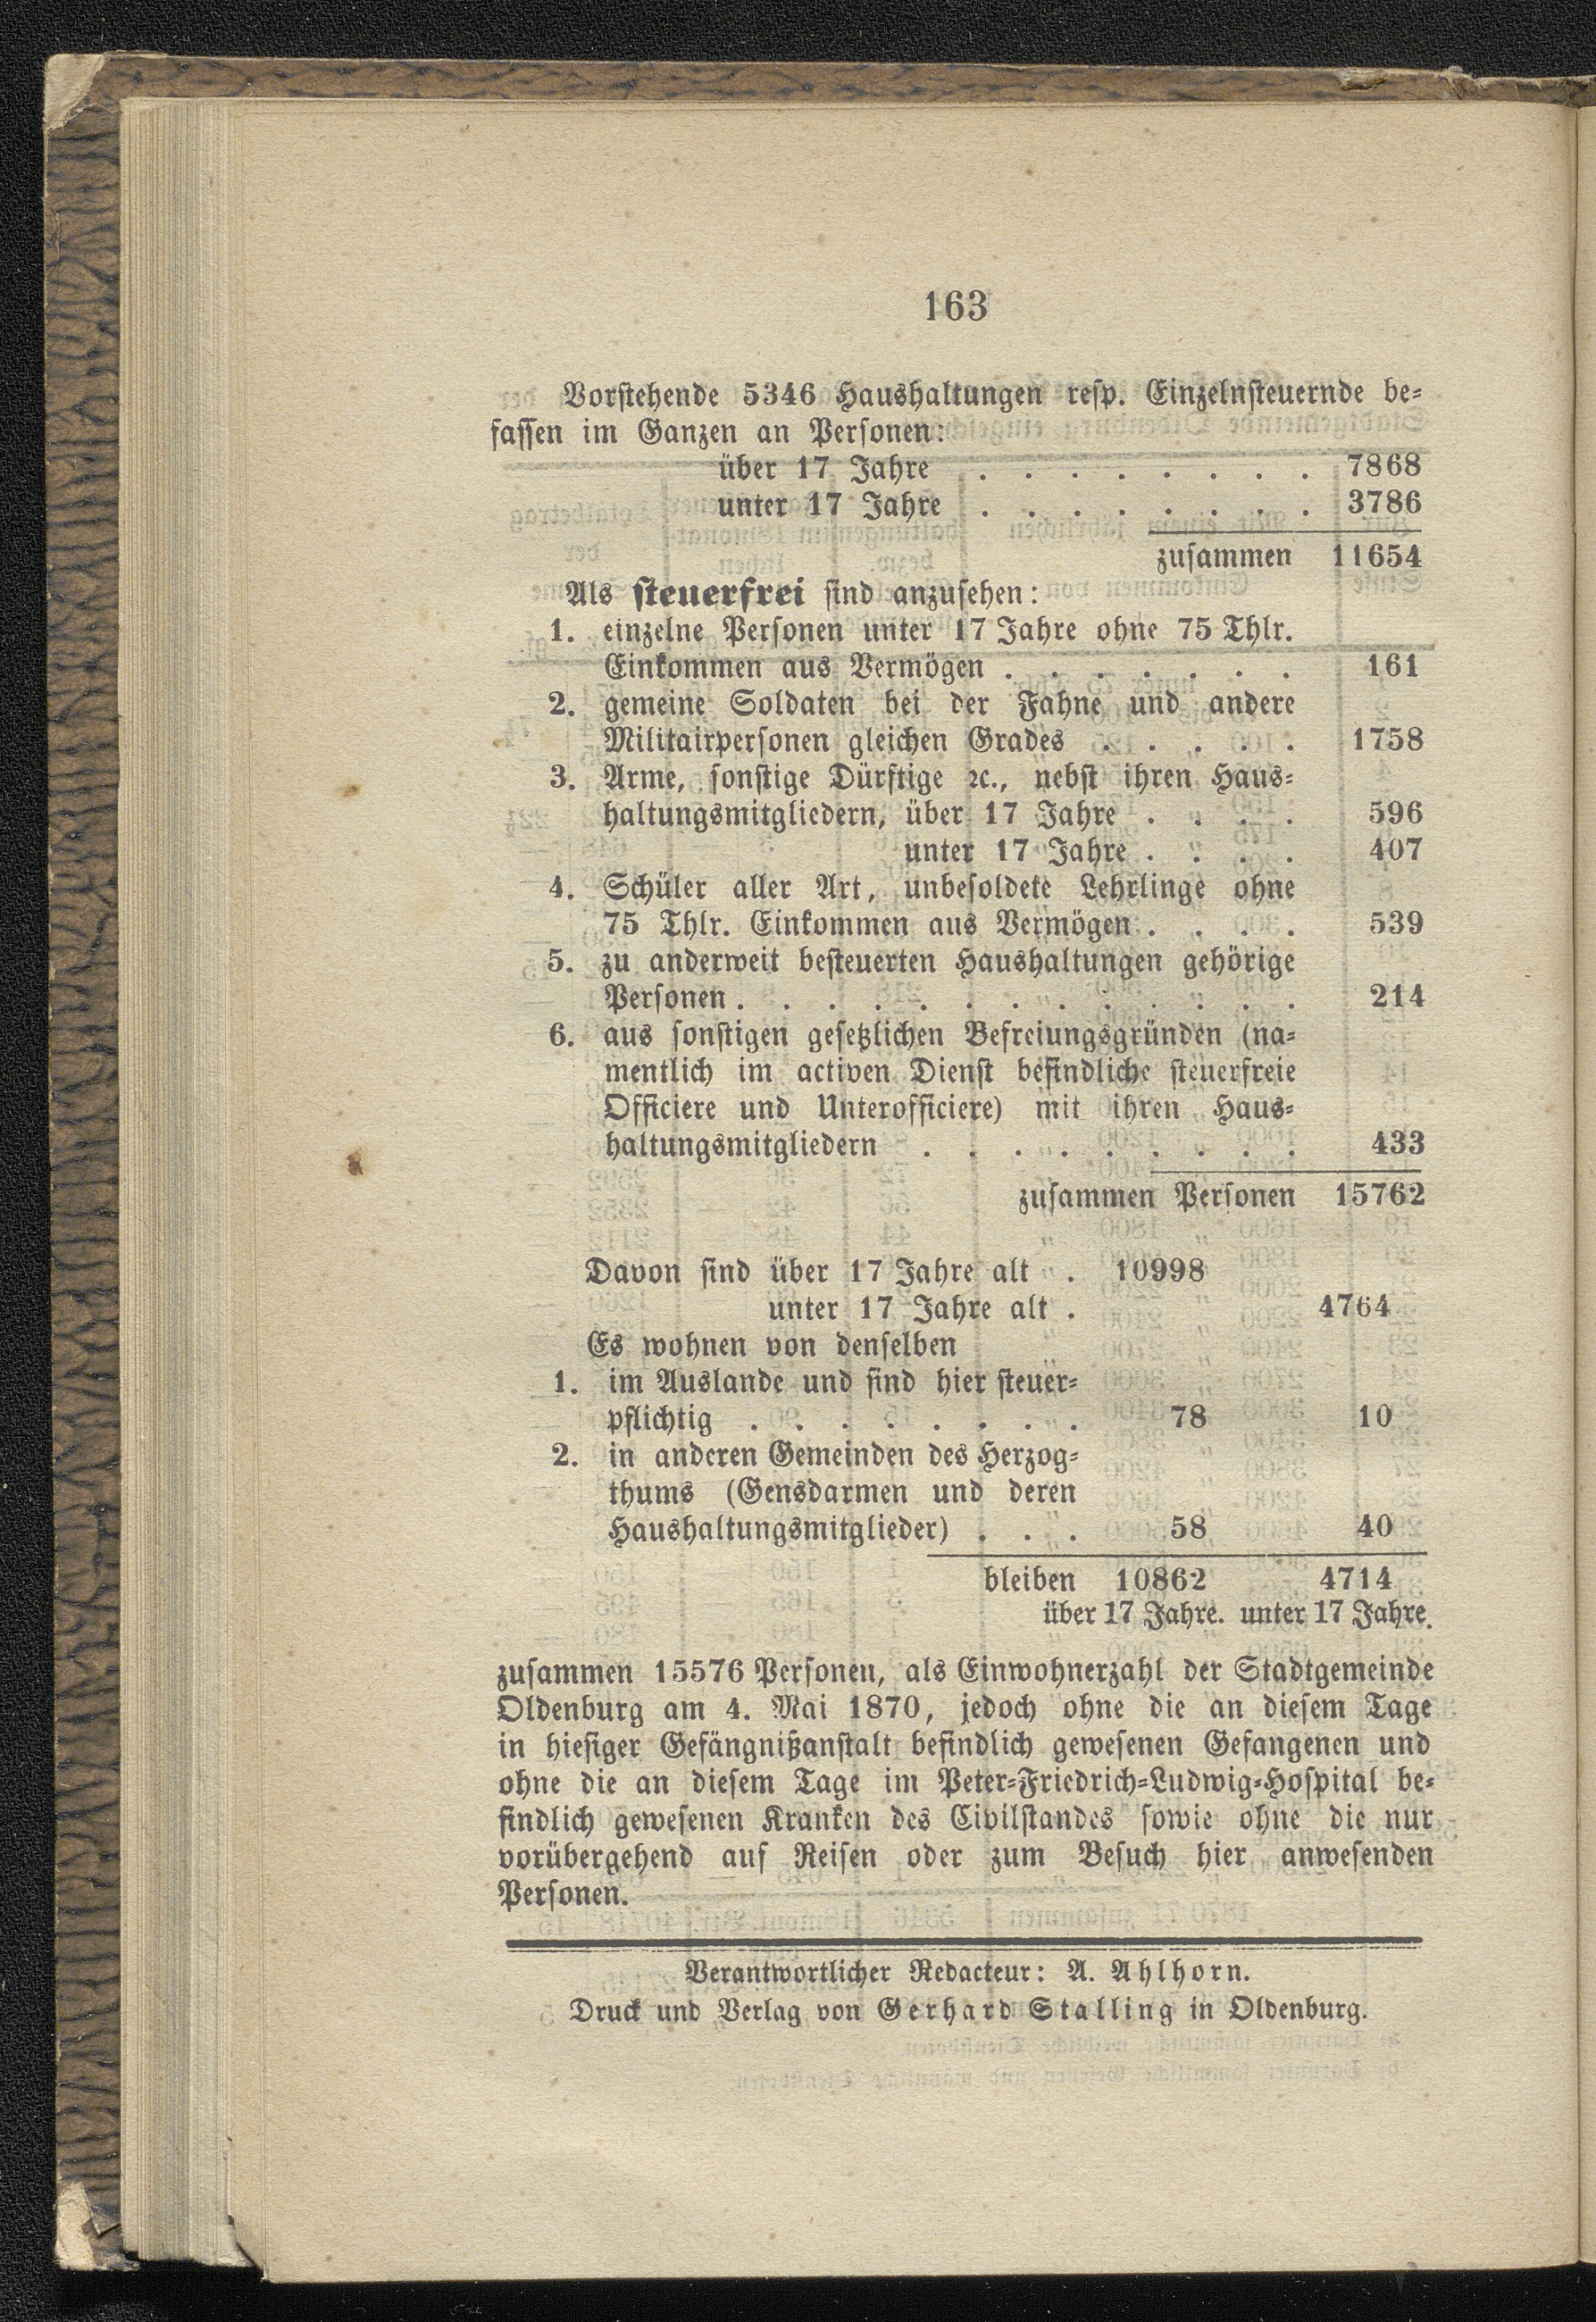 163
Vorstehende 5346 Haushaltungen resp. Einzelnsteuernde be-
fassen im Ganzen an Personen:
über 17 Jahre . . . . . . . . 7868
unter 17 Jahre . . . . . . . . 3786
zusammen 11654
Als steuerfrei sind anzusehen:
1. einzelne Personen unter 17 Jahre ohne 75 Thlr.
Einkommen aus Vermögen . . . . . . . 161
2. gemeine Soldaten bei der Fahne und andere
Militairpersonen gleichen Grades . . . . . 1758
3. Arme, sonstige Dürftige ꝛc., nebst ihren Haus-
haltungsmitgliedern, über 17 Jahre . . . . 596
unter 17 Jahre . . . . 407
4. Schüler aller Art, unbesoldete Lehrlinge ohne
75 Thlr. Einkommen aus Vermögen . . . . 539
5. zu anderweit besteuerten Haushaltungen gehörige
Personen . . . . . . . . . . . . . 214
6. aus sonstigen gesetzlichen Befreiungsgründen (na-
mentlich im activen Dienst befindliche steuerfreie
Officiere und Unterofficiere) mit ihren Haus-
haltungsmitgliedern . . . . . . . . . 433
zusammen Personen 15762
Davon sind über 17 Jahre alt . 10998
unter 17 Jahre alt . 4764
Es wohnen von denselben
1. im Auslande und sind hier steuer-
pflichtig . . . . . . . . 78 10
2. in anderen Gemeinden des Herzog-
thums (Gensdarmen und deren
Haushaltungsmitglieder) . . . 58 40
bleiben 10862 4714
über 17 Jahre. unter 17 Jahre.
zusammen 15576 Personen, als Einwohnerzahl der Stadtgemeinde
Oldenburg am 4. Mai 1870, jedoch ohne die an diesem Tage
in hiesiger Gefängnißanstalt befindlich gewesenen Gefangenen und
ohne die an diesem Tage im Peter-Friedrich-Ludwig-Hospital be-
findlich gewesenen Kranken des Civilstandes sowie ohne die nur
vorübergehend auf Reisen oder zum Besuch hier anwesenden
Personen.
Verantwortlicher Redacteur: A. Ahlhorn.
Druck und Verlag von Gerhard Stalling in Oldenburg.